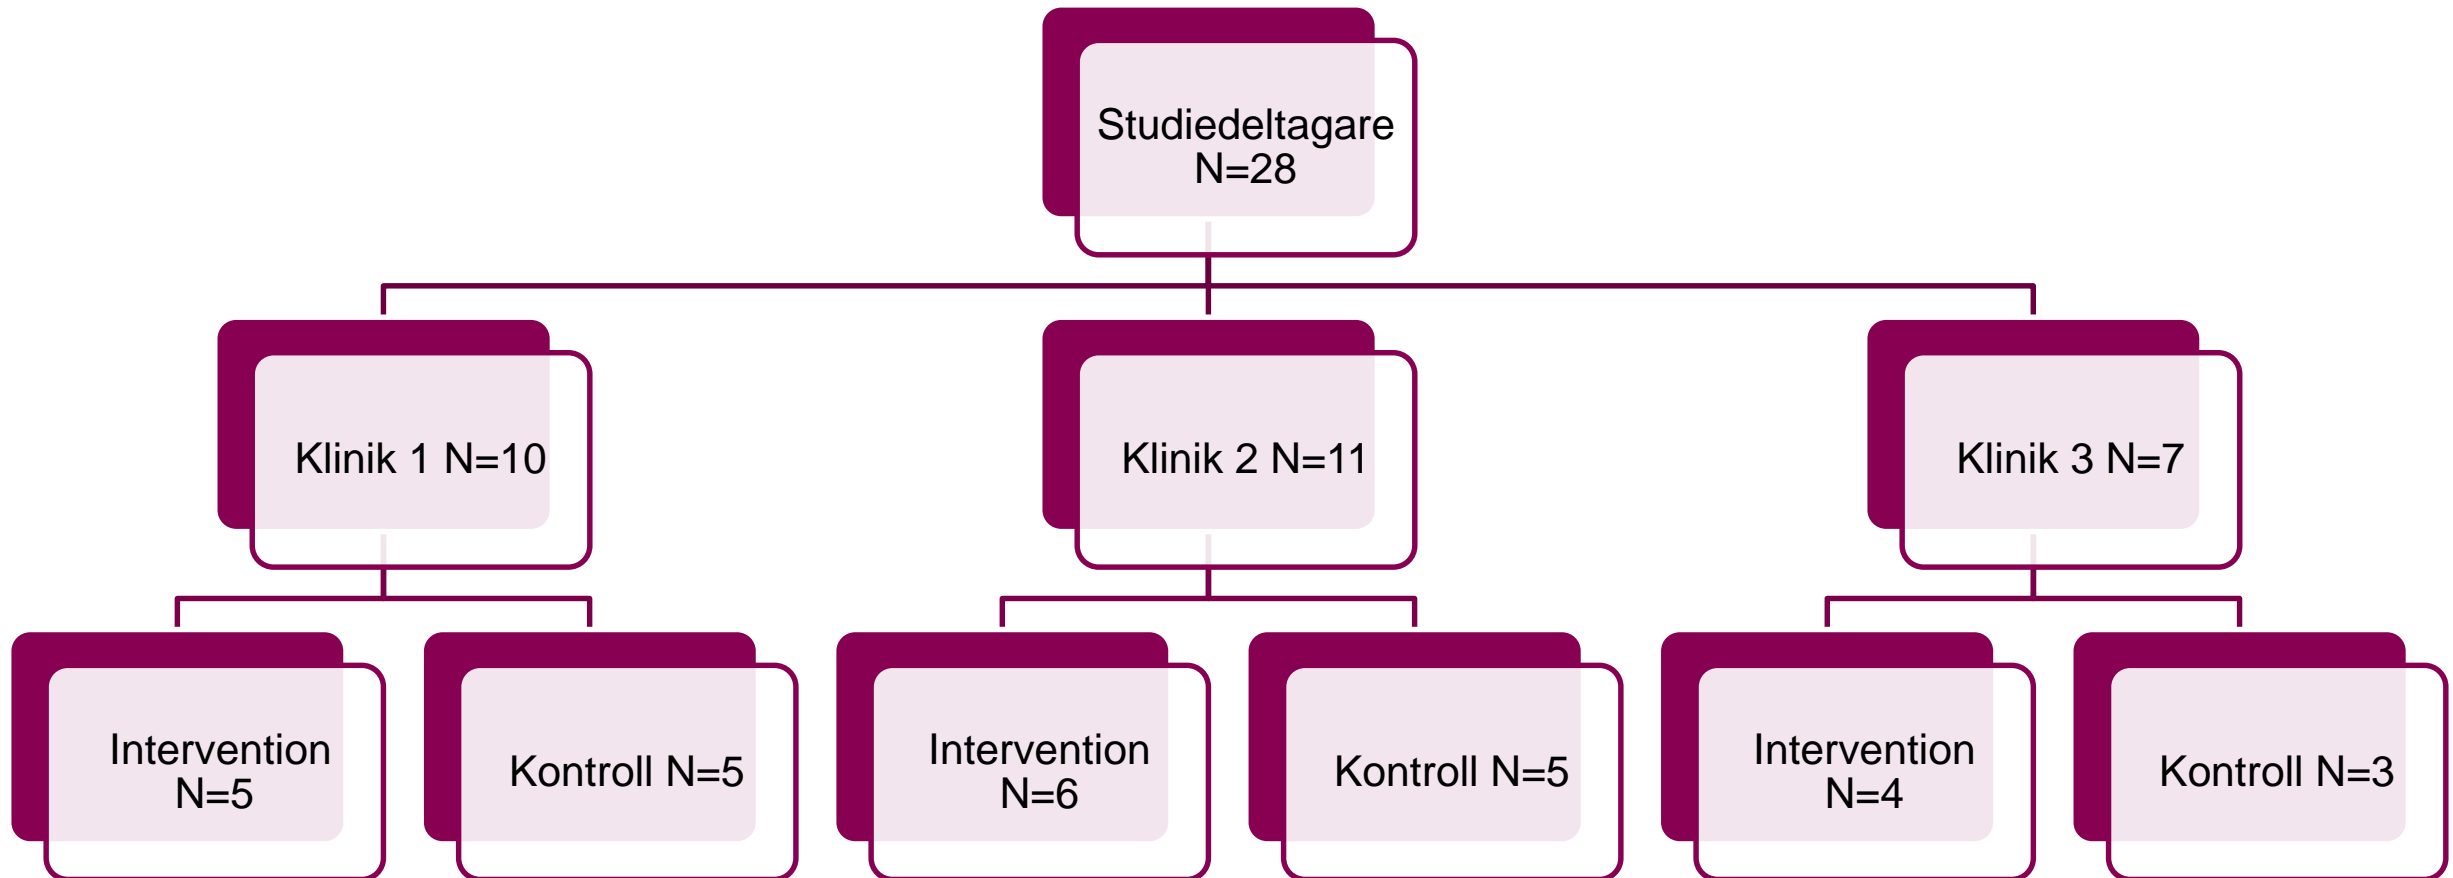 Studiedeltagare
N=28
Klinik 1 N=10
Klinik 2 N=11
Klinik 3 N=7
Intervention
N=5
Kontroll N=5
Intervention
N=6
Kontroll N=5
Intervention
N=4
Kontroll N=3